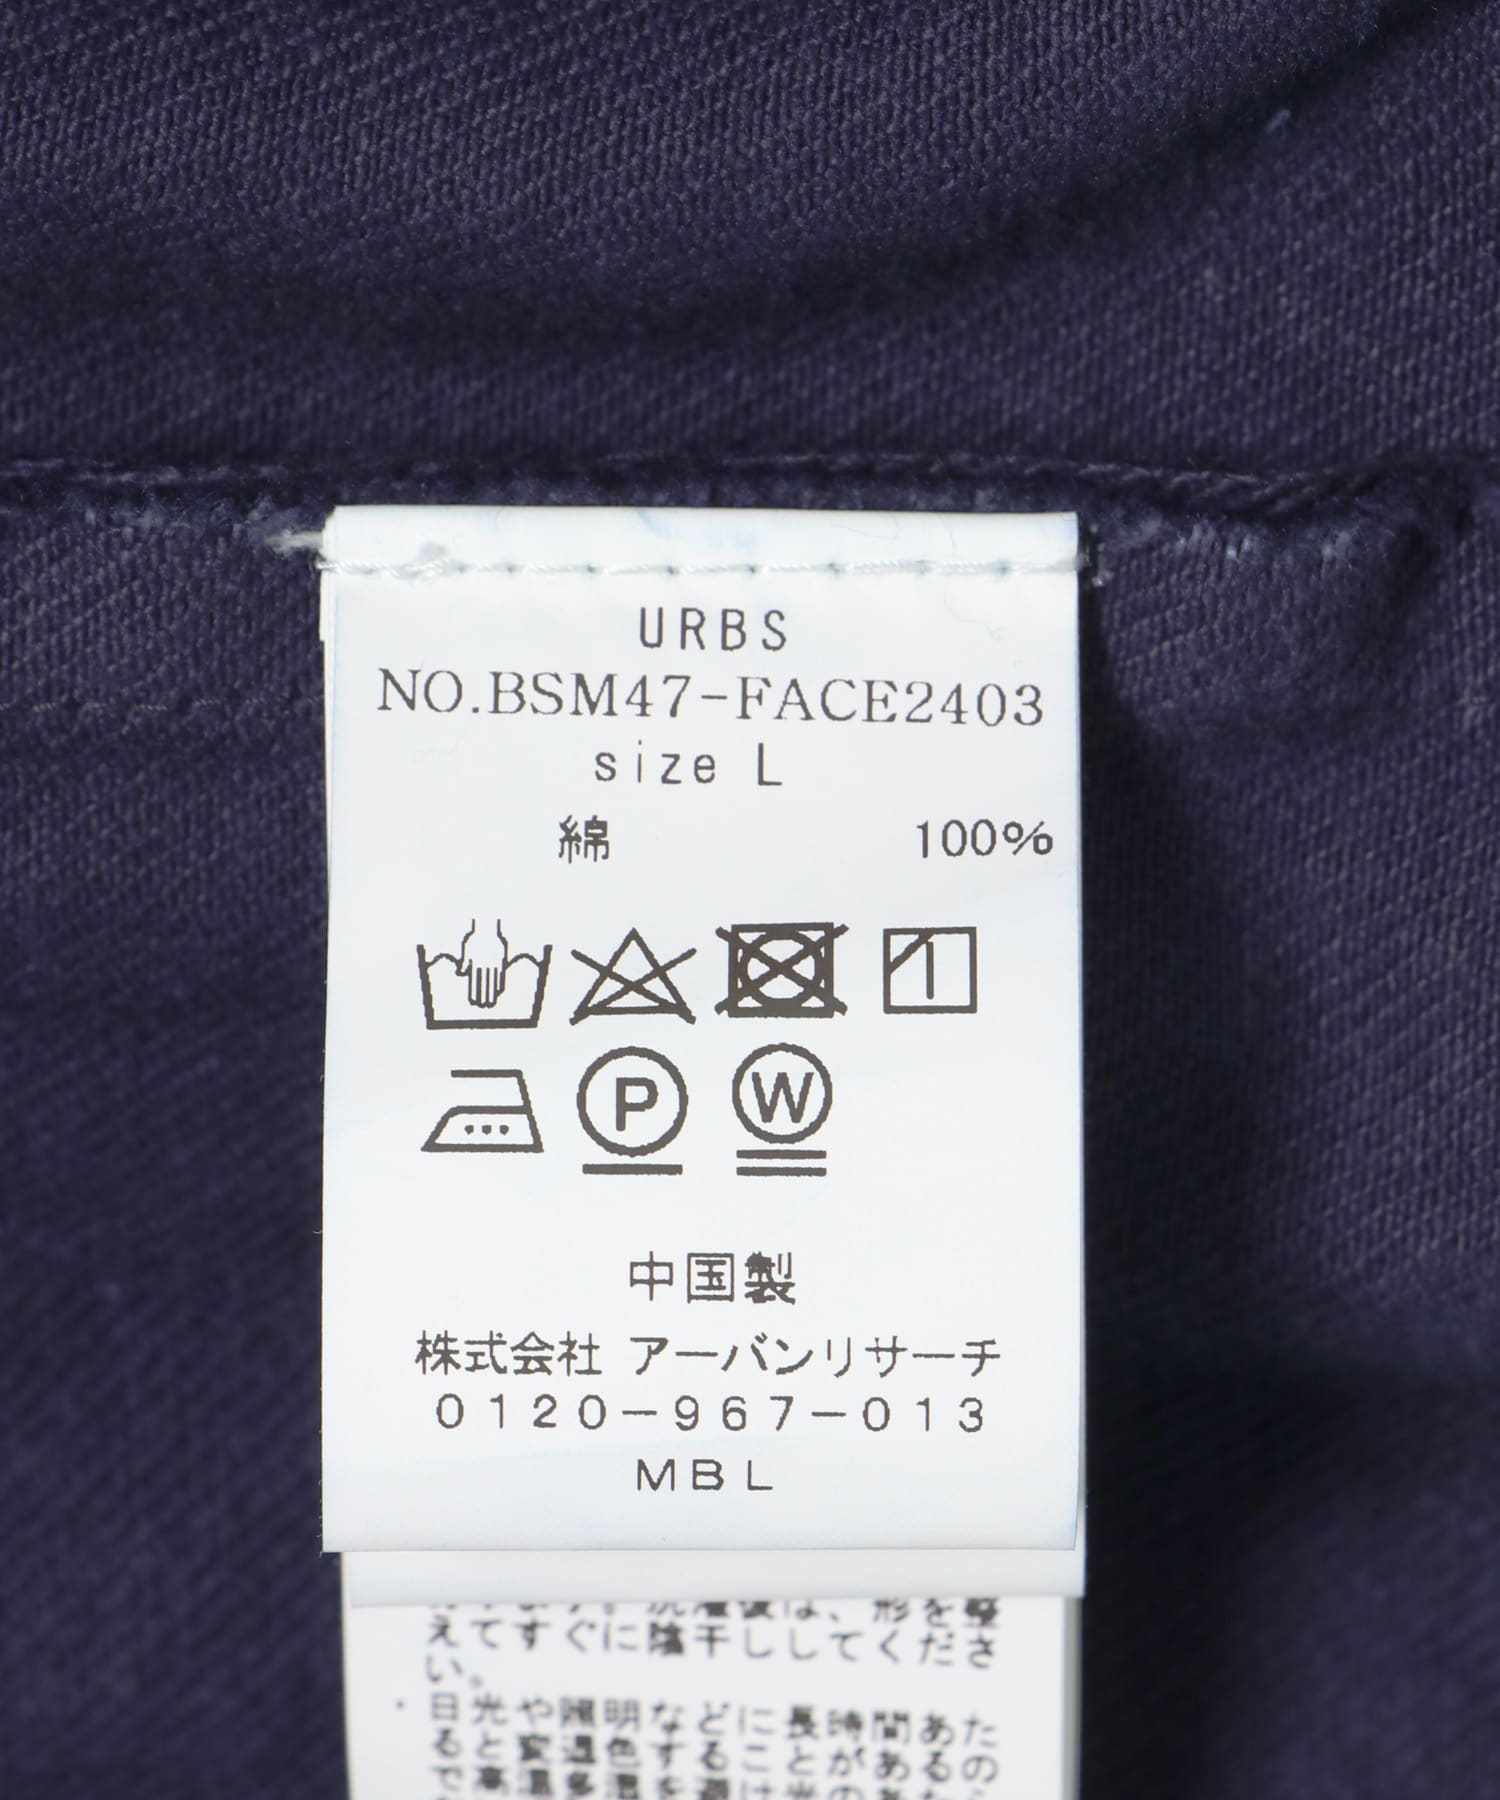 URBS
NO.BSM47-FACE2403
size L
綿 100%
P W
中国製
株式会社 アーバンリサーチ
0120-967-013
MBL
えてすぐに陰干しして形くださ
い。
・日光や照明などに長時間あた